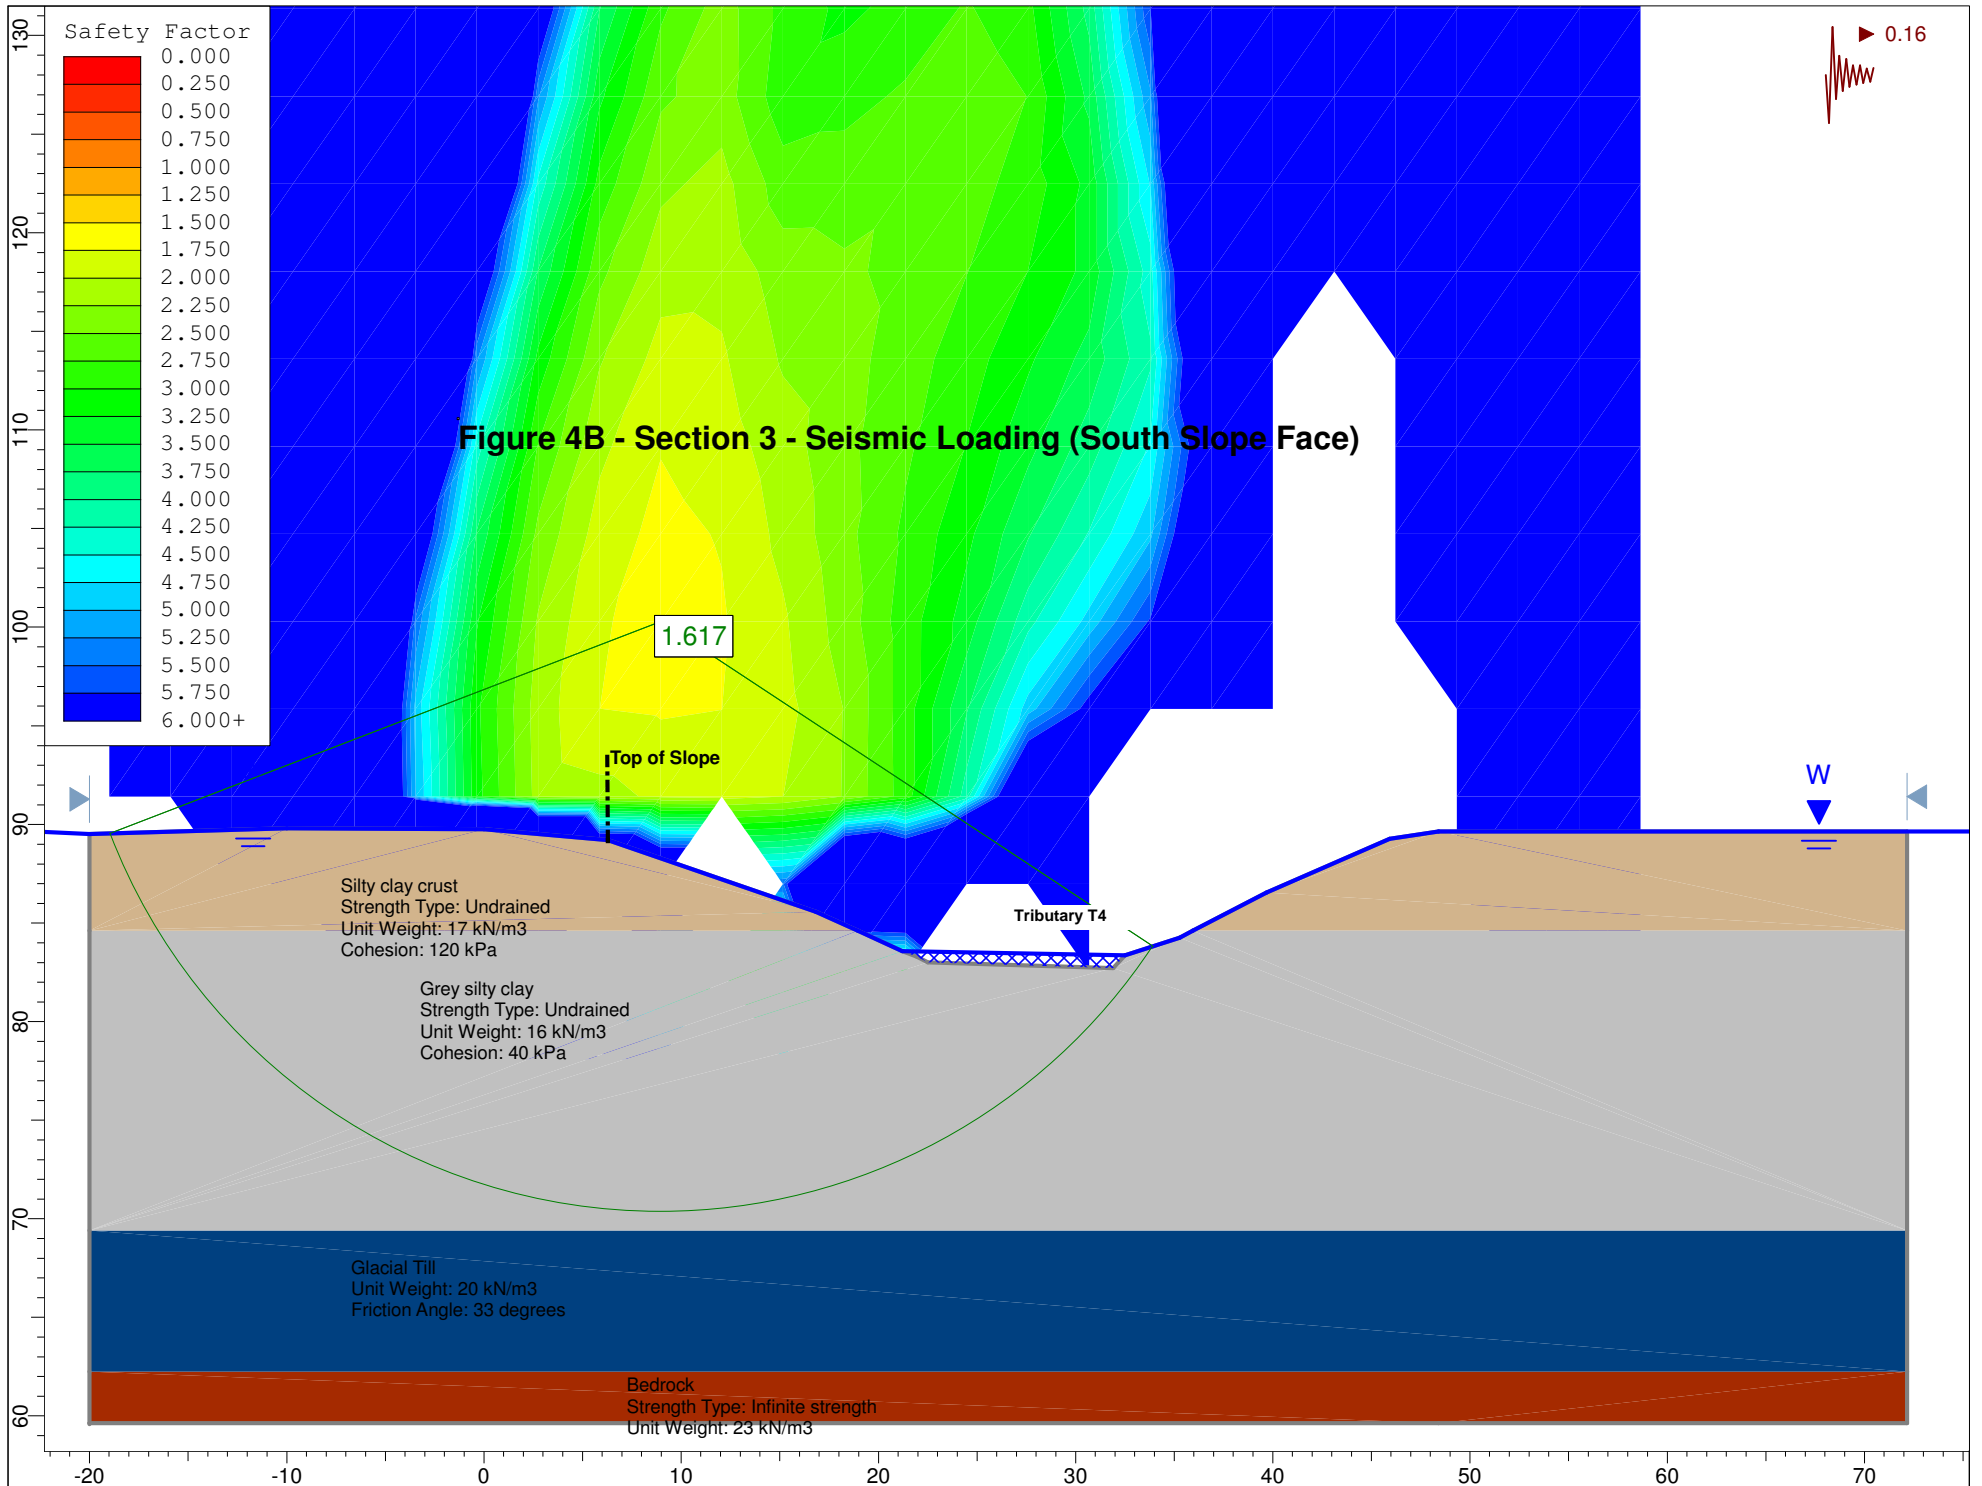 Safety Factor
0.000
0.250
0.500
0.750
1.000
1.250
1.500
1.750
2.000
2.250
2.500
2.750
3.000
3.250
3.500
3.750
4.000
4.250
4.500
4.750
5.000
5.250
5.500
5.750
6.000+
0.16
Figure 4B - Section 3 - Seismic Loading (South Slope Face)
1.617
Top of Slope
W
Tributary T4
Silty clay crust
Strength Type: Undrained
Unit Weight: 17 kN/m3
Cohesion: 120 kPa
Grey silty clay
Strength Type: Undrained
Unit Weight: 16 kN/m3
Cohesion: 40 kPa
Glacial Till
Unit Weight: 20 kN/m3
Friction Angle: 33 degrees
Bedrock
Strength Type: Infinite strength
Unit Weight: 23 kN/m3
130
120
110
100
90
80
70
60
-20 -10 0 10 20 30 40 50 60 70